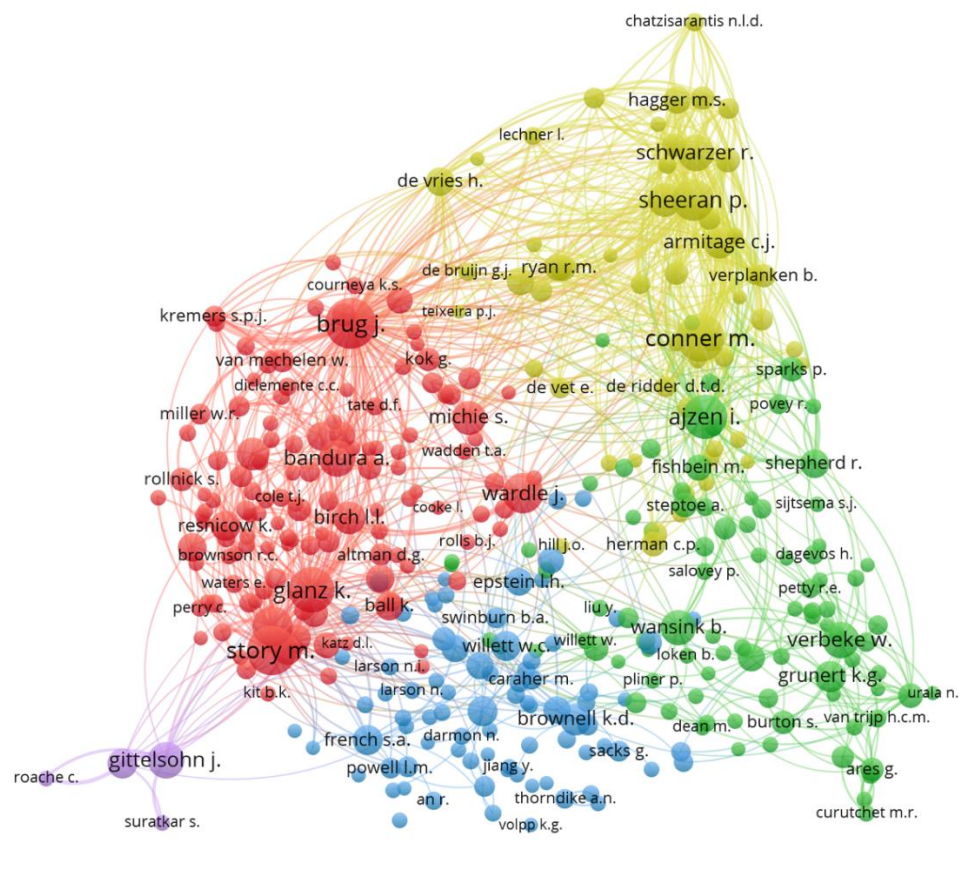 chatzisarantis n.l.d.
hagger m.s.
lechner l.
schwarzer r.
de vries h.
sheeran p.
armitage c.j.
de bruijn g.j.
ryan r.m.
verplanken b.
courneya k.s.
kremers s.p.j.
brug j.
teixeira p.j.
conner m.
van mechelen w.
kok g.
sparks p.
diclemente c.c.
de vet e.
de ridder d.t.d.
miller w.r.
tate d.f.
michie s.
ajzen i.
povey r.
wadden t.a.
bandura a.
fishbein m.
shepherd r.
rollnick s.
cole t.j.
cooke l.
wardle j.
steptoe a.
sijtsema s.j.
resnicow k.
birch l.l.
rolls b.j.
hill j.o.
herman c.p.
brownson r.c.
altman d.g.
dagevos h.
salovey p.
waters e.
glanz k.
epstein l.h.
petty r.e.
perry c.
ball k.
liu y.
swinburn b.a.
wansink b.
story m.
katz d.l.
willett w.c.
willett w.
loken b.
verbeke w.
larson n.i.
caraher m.
pliner p.
grunert k.g.
kit b.k.
larson n.
urala n.
brownell k.d.
dean m.
burton s.
van trijp h.c.m.
french s.a.
darmon n.
sacks g.
gittelsohn j.
powell l.m.
jiang y.
ares g.
roache c.
an r.
thorndike a.n.
curutchet m.r.
suratkar s.
volpp k.g.